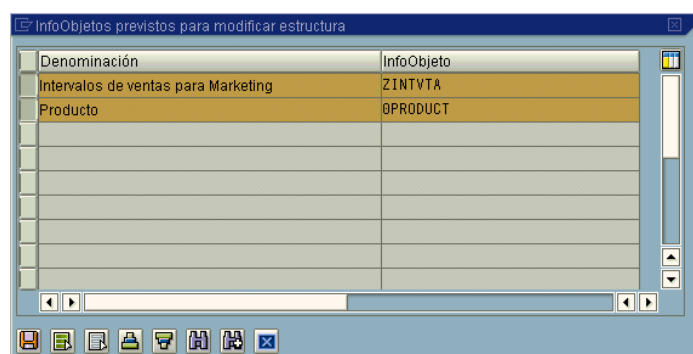 InfoObjetos previstos para modificar estructura
Denominación InfoObjeto
Intervalos de ventas para Marketing ZINTVTA
Producto 0PRODUCT